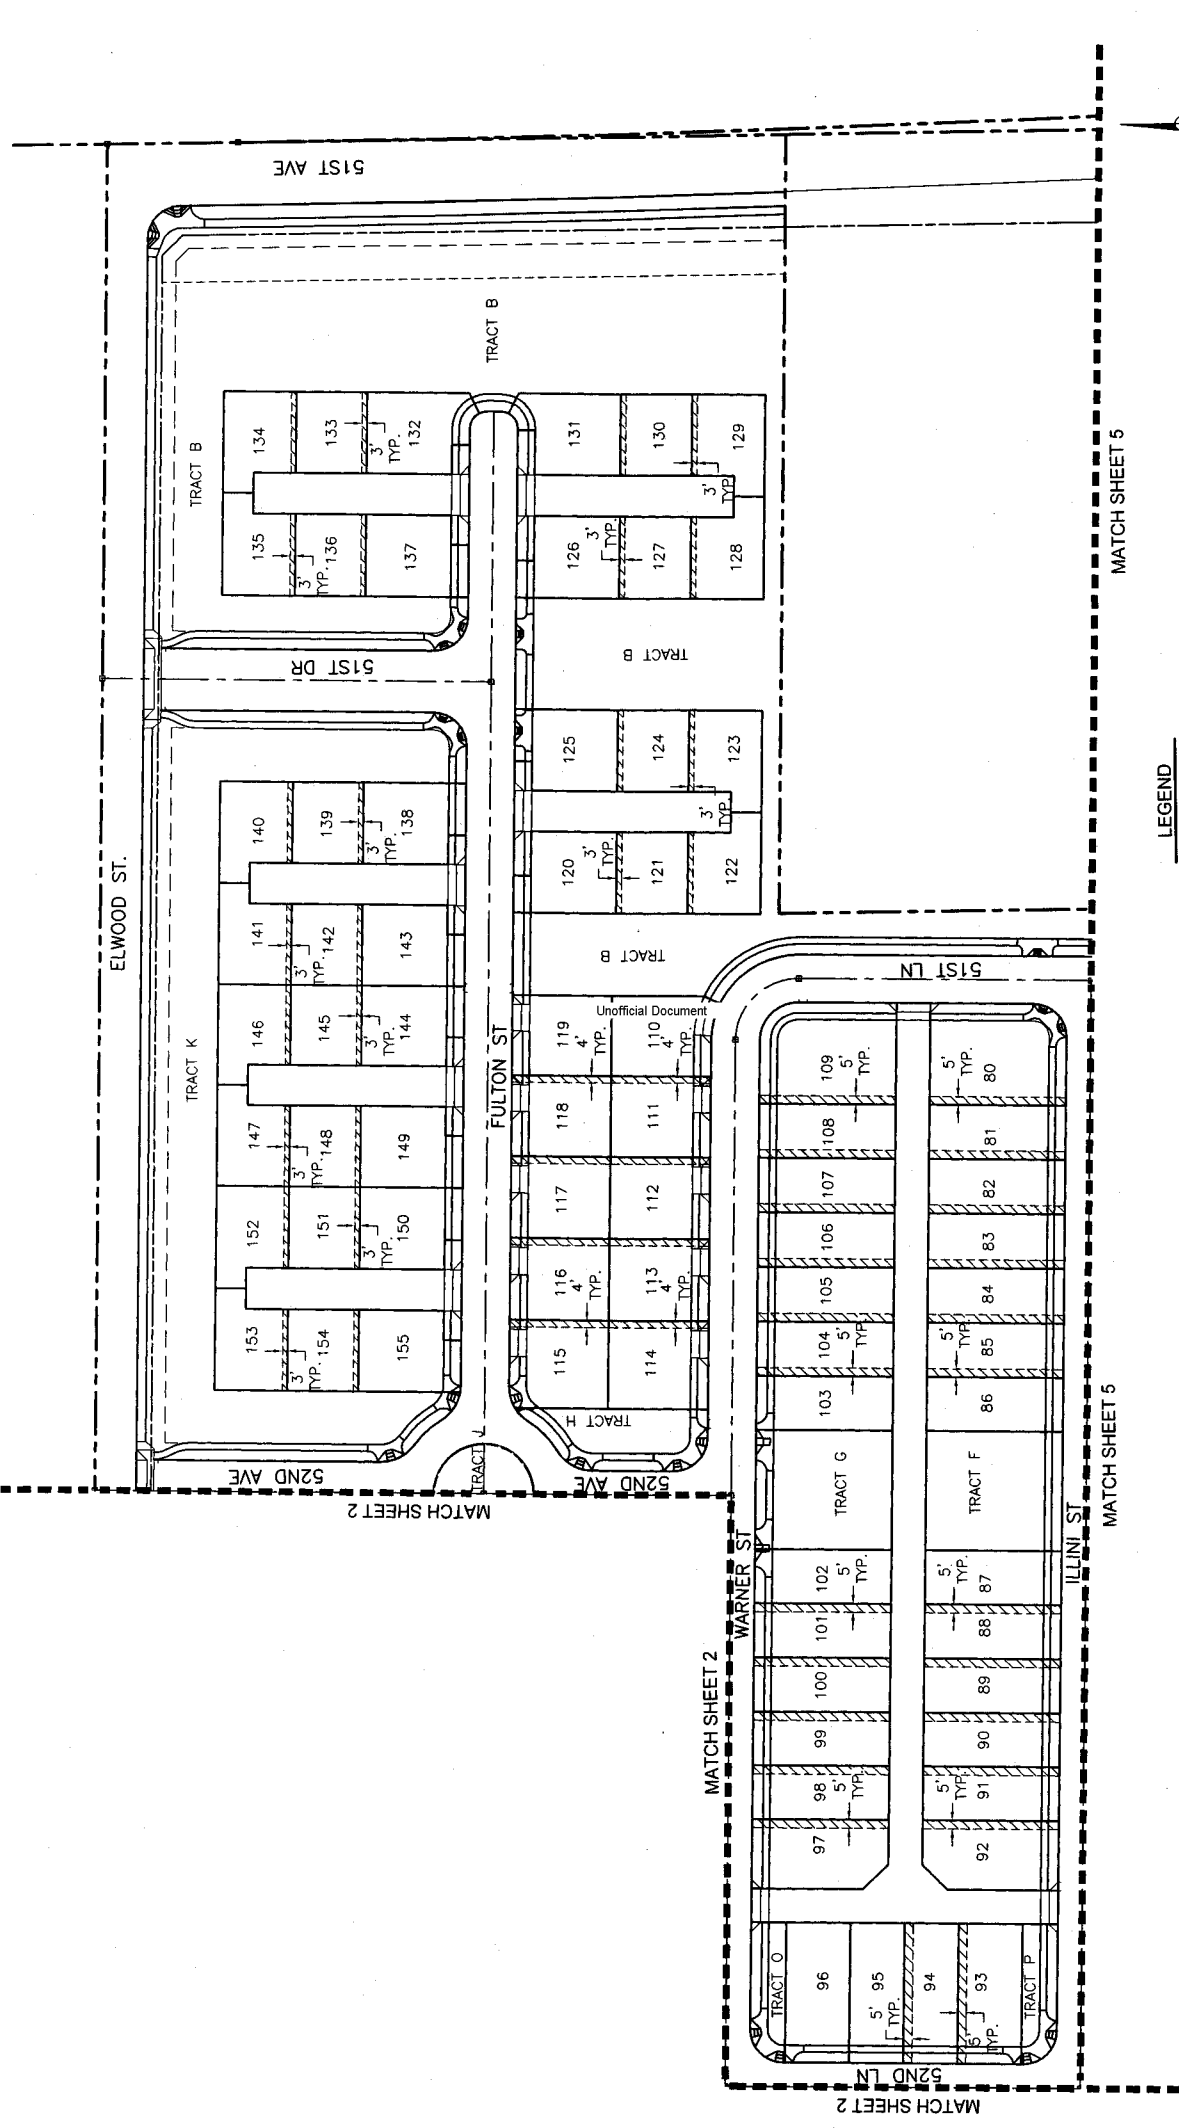 51ST AVE
ELWOOD ST.
TRACT B
TRACT B
134
133
3'
TYP.
132
135
3'
TYP.
136
137
131
130
129
3'
TYP.
126
3'
TYP.
127
128
51ST DR
TRACT B
TRACT K
140
139
3'
TYP.
138
141
3'
TYP.
142
143
146
145
3'
TYP.
144
147
3'
TYP.
148
149
152
151
3'
TYP.
150
153
3'
TYP.
154
155
FULTON ST
125
124
123
3'
TYP.
120
3'
TYP.
121
122
TRACT B
Unofficial Document
119
4'
TYP.
110
4'
TYP.
118
111
117
112
116
4'
TYP.
113
4'
TYP.
115
114
TRACT H
52ND AVE
TRACT
52ND AVE
MATCH SHEET 2
51ST LN
109
5'
TYP.
80
5'
TYP.
108
81
107
82
106
83
105
84
104
5'
TYP.
85
5'
TYP.
103
86
TRACT G
TRACT F
WARNER ST
ILLINI ST
102
5'
TYP.
87
5'
TYP.
101
88
100
89
99
90
98
5'
TYP.
91
5'
TYP.
97
92
TRACT O
96
95
5'
TYP.
94
93
5'
TYP.
TRACT P
52ND LN
MATCH SHEET 2
MATCH SHEET 2
MATCH SHEET 5
MATCH SHEET 5
LEGEND